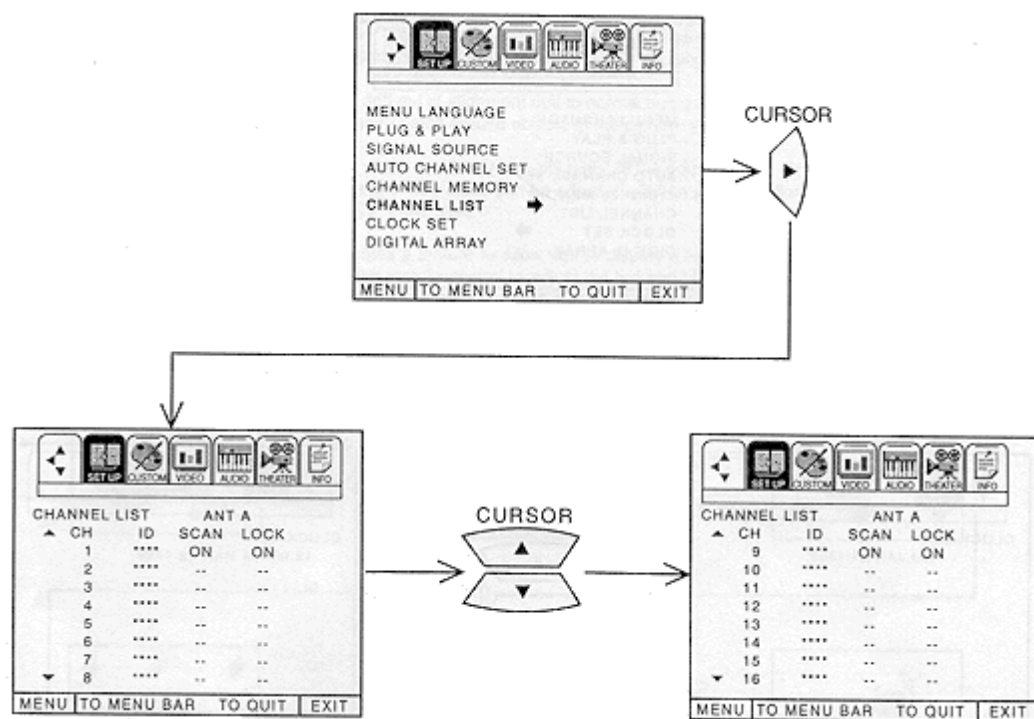 SET UP CUSTOM VIDEO AUDIO THEATER INFO
MENU LANGUAGE
PLUG & PLAY
SIGNAL SOURCE
AUTO CHANNEL SET
CHANNEL MEMORY
CHANNEL LIST
CLOCK SET
DIGITAL ARRAY
MENU TO MENU BAR TO QUIT EXIT
CURSOR
SET UP CUSTOM VIDEO AUDIO THEATER INFO
CHANNEL LIST ANT A
CH ID SCAN LOCK
1 **** ON ON
2 **** -- --
3 **** -- --
4 **** -- --
5 **** -- --
6 **** -- --
7 **** -- --
8 **** -- --
MENU TO MENU BAR TO QUIT EXIT
CURSOR
SET UP CUSTOM VIDEO AUDIO THEATER INFO
CHANNEL LIST ANT A
CH ID SCAN LOCK
9 **** ON ON
10 **** -- --
11 **** -- --
12 **** -- --
13 **** -- --
14 **** -- --
15 **** -- --
16 **** -- --
MENU TO MENU BAR TO QUIT EXIT